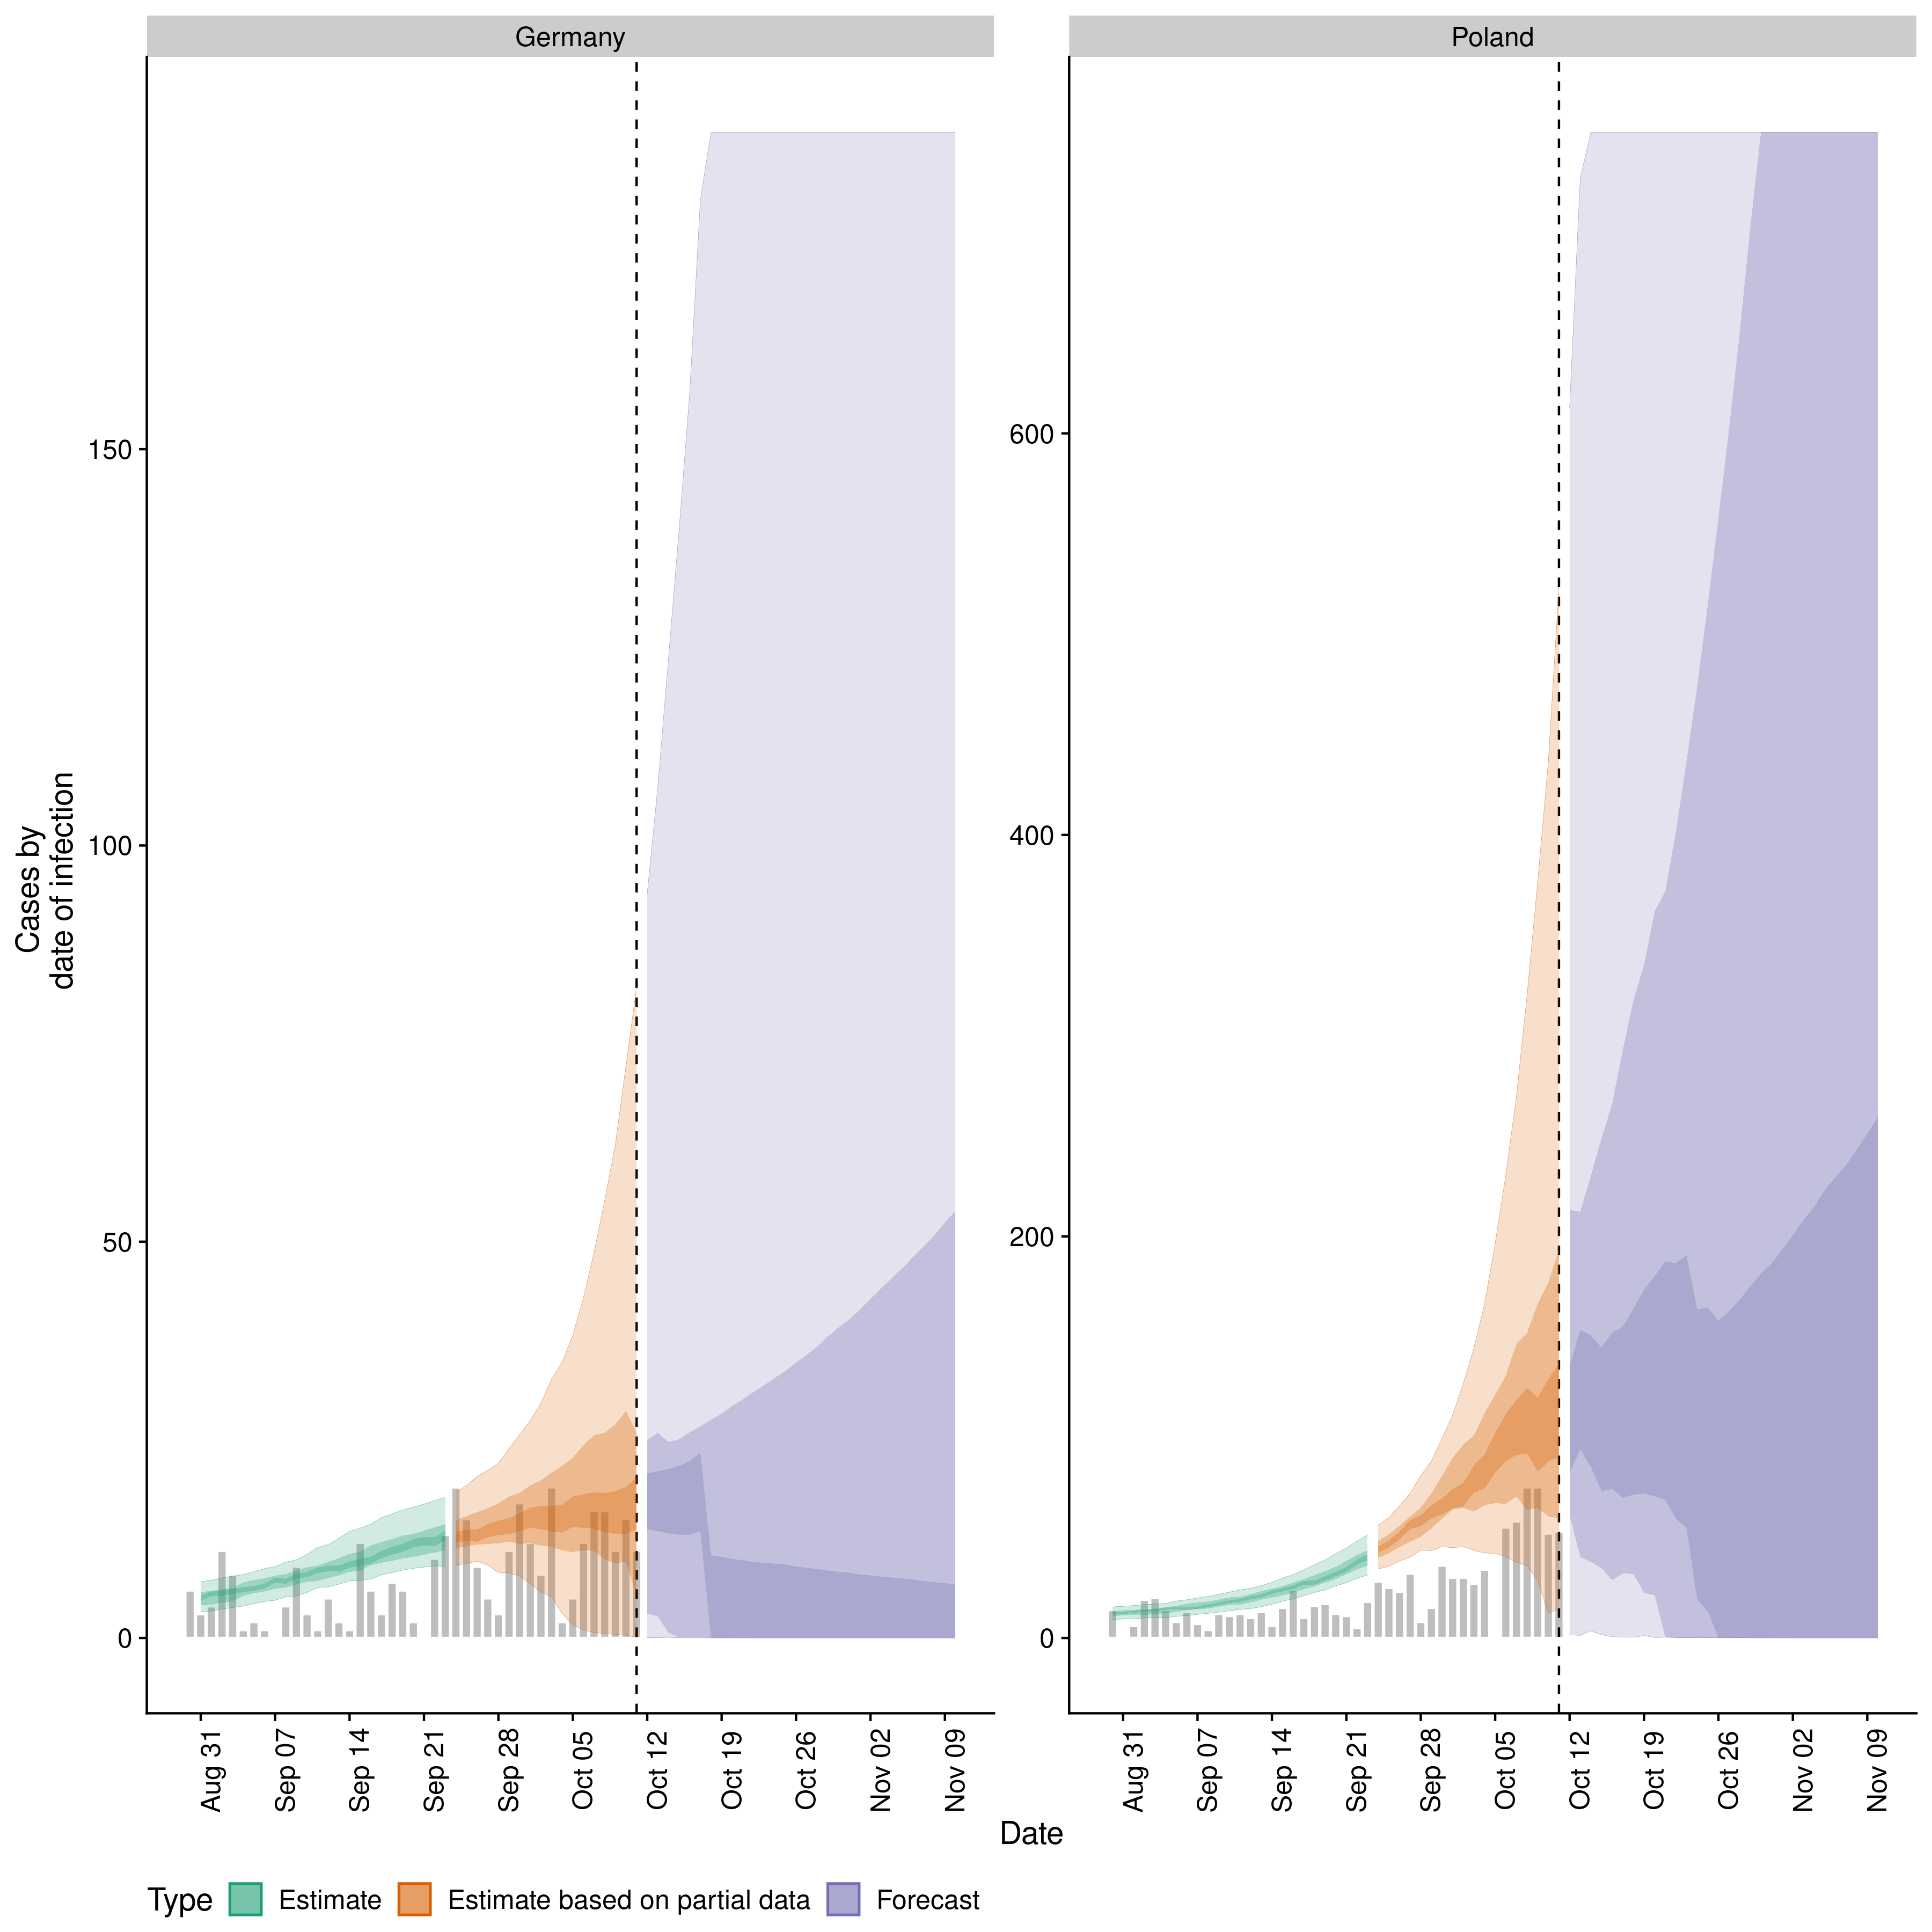 Germany
Poland
Cases by
date of infection
150
100
50
0
600
400
200
0
Aug 31
Sep 07
Sep 14
Sep 21
Sep 28
Oct 05
Oct 12
Oct 19
Oct 26
Nov 02
Nov 09
Aug 31
Sep 07
Sep 14
Sep 21
Sep 28
Oct 05
Oct 12
Oct 19
Oct 26
Nov 02
Nov 09
Date
Type Estimate Estimate based on partial data Forecast